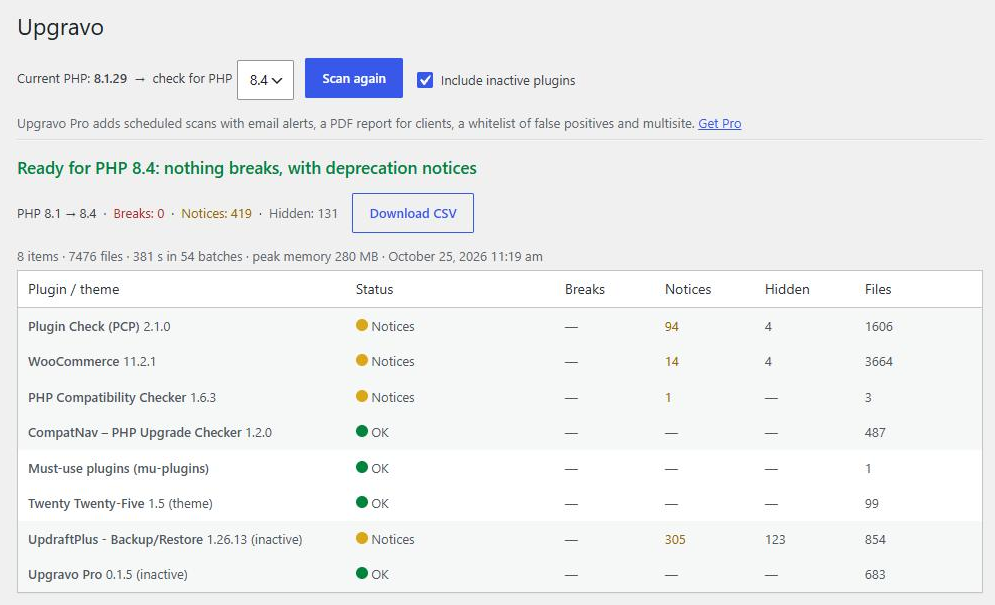 Upgravo
Current PHP: 8.1.29 → check for PHP 8.4 Scan again Include inactive plugins
Upgravo Pro adds scheduled scans with email alerts, a PDF report for clients, a whitelist of false positives and multisite. Get Pro
Ready for PHP 8.4: nothing breaks, with deprecation notices
PHP 8.1 → 8.4 · Breaks: 0 · Notices: 419 · Hidden: 131 Download CSV
8 items · 7476 files · 381 s in 54 batches · peak memory 280 MB · October 25, 2026 11:19 am
Plugin / theme Status Breaks Notices Hidden Files
Plugin Check (PCP) 2.1.0 Notices — 94 4 1606
WooCommerce 11.2.1 Notices — 14 4 3664
PHP Compatibility Checker 1.6.3 Notices — 1 — 3
CompatNav – PHP Upgrade Checker 1.2.0 OK — — — 487
Must-use plugins (mu-plugins) OK — — — 1
Twenty Twenty-Five 1.5 (theme) OK — — — 99
UpdraftPlus - Backup/Restore 1.26.13 (inactive) Notices — 305 123 854
Upgravo Pro 0.1.5 (inactive) OK — — — 683